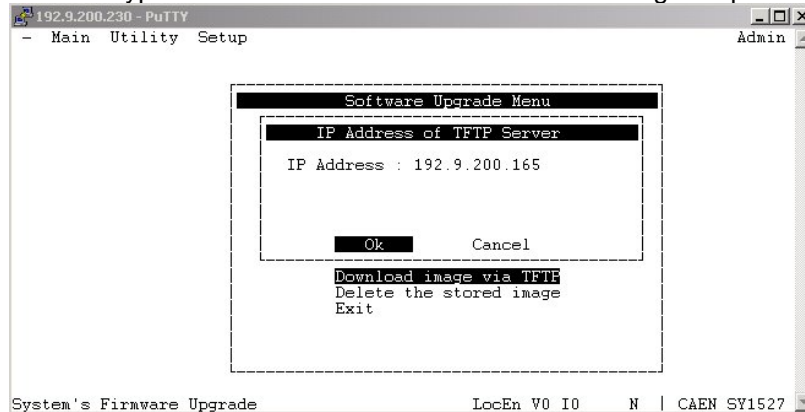 192.9.200.230 - PuTTY
- Main Utility Setup Admin
Software Upgrade Menu
IP Address of TFTP Server
IP Address : 192.9.200.165
Ok Cancel
Download image via TFTP
Delete the stored image
Exit
System's Firmware Upgrade LocEn V0 I0 N | CAEN SY1527